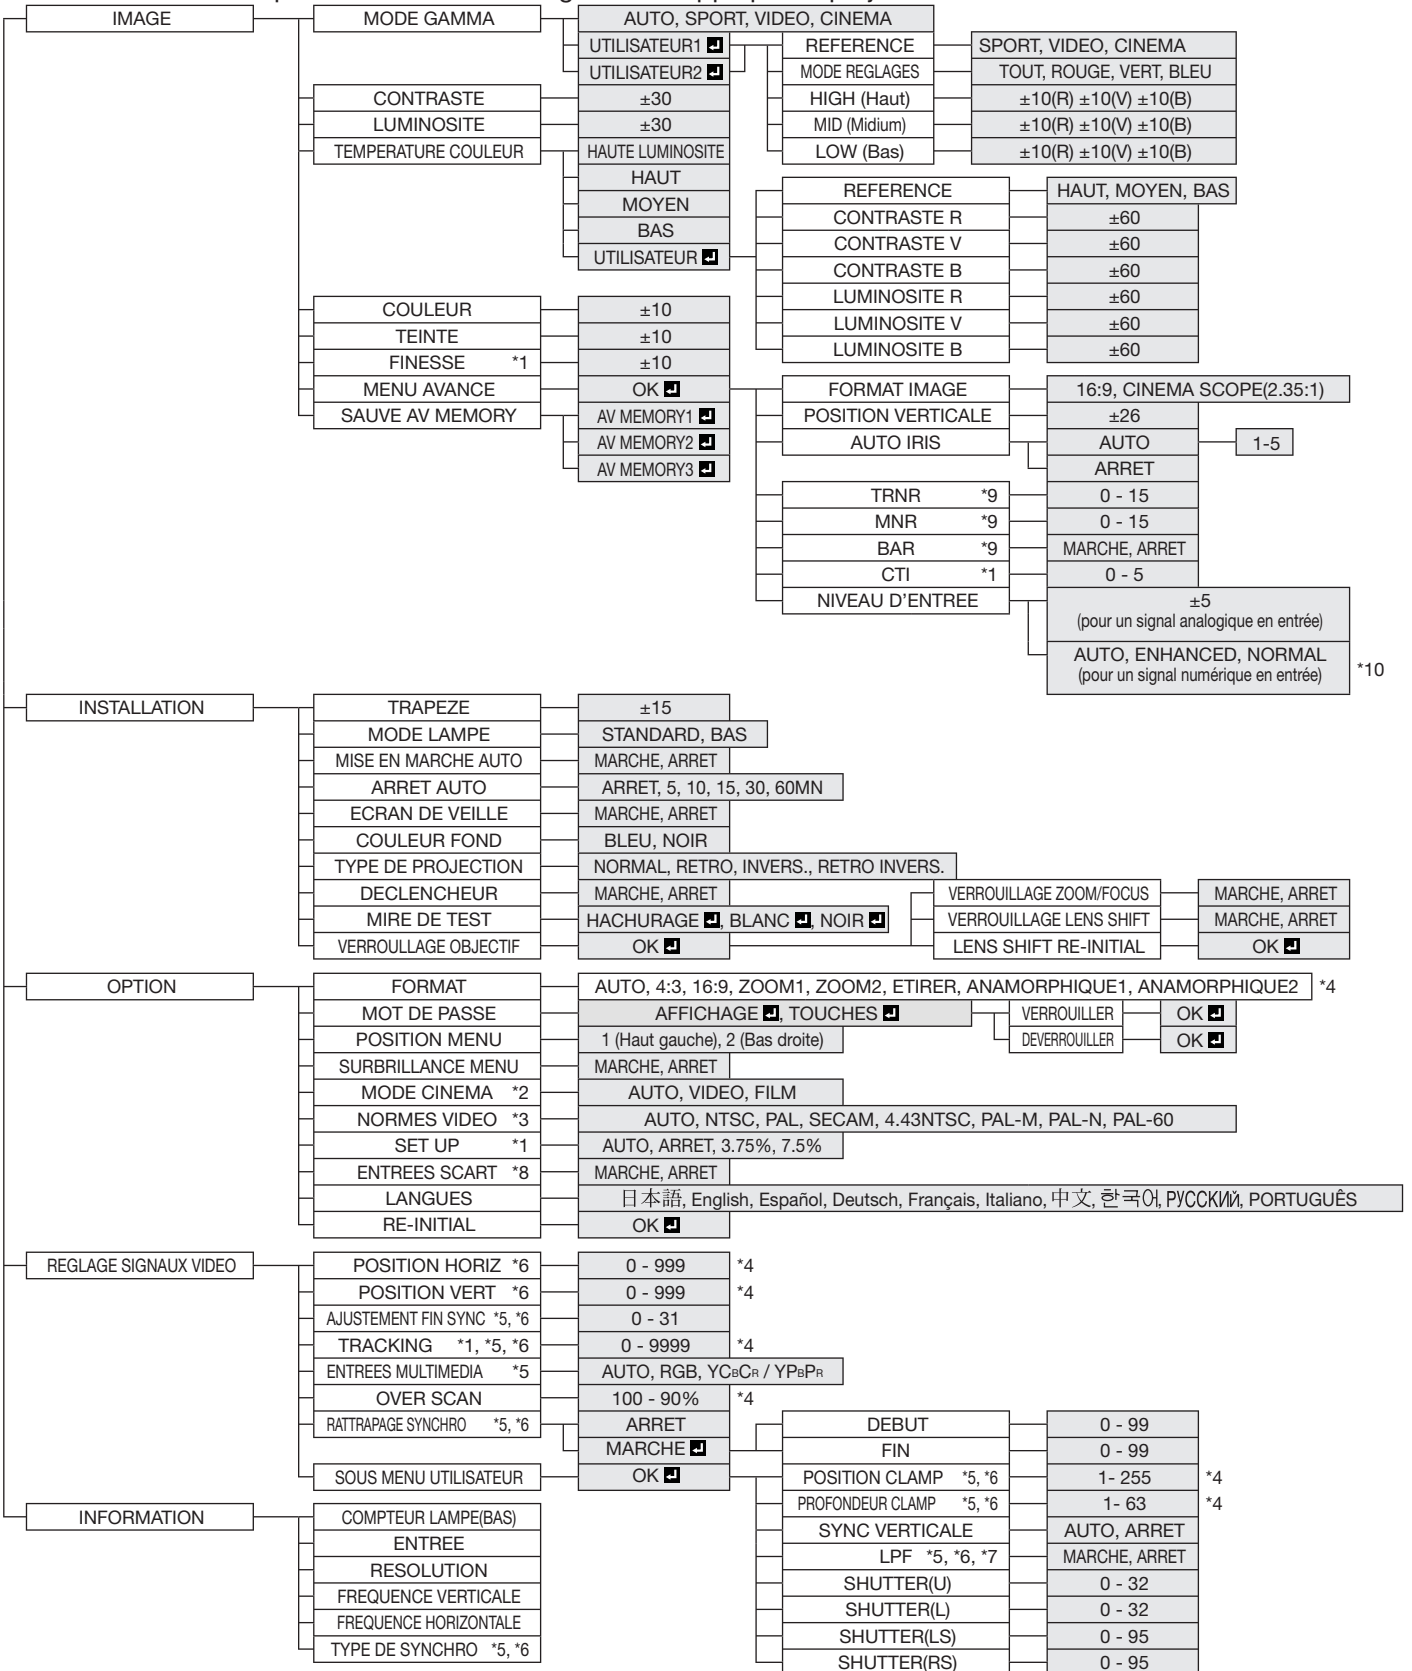 IMAGE MODE GAMMA AUTO, SPORT, VIDEO, CINEMA
UTILISATEUR1 REFERENCE SPORT, VIDEO, CINEMA
UTILISATEUR2 MODE REGLAGES TOUT, ROUGE, VERT, BLEU
CONTRASTE ±30 HIGH (Haut) ±10(R) ±10(V) ±10(B)
LUMINOSITE ±30 MID (Midium) ±10(R) ±10(V) ±10(B)
TEMPERATURE COULEUR HAUTE LUMINOSITE LOW (Bas) ±10(R) ±10(V) ±10(B)
HAUT
REFERENCE HAUT, MOYEN, BAS
MOYEN
CONTRASTE R ±60
BAS
CONTRASTE V ±60
UTILISATEUR
CONTRASTE B ±60
LUMINOSITE R ±60
COULEUR ±10
LUMINOSITE V ±60
TEINTE ±10
LUMINOSITE B ±60
FINESSE *1 ±10
MENU AVANCE OK FORMAT IMAGE 16:9, CINEMA SCOPE(2.35:1)
SAUVE AV MEMORY AV MEMORY1 POSITION VERTICALE ±26
AV MEMORY2 AUTO IRIS AUTO 1-5
AV MEMORY3 ARRET
TRNR *9 0 - 15
MNR *9 0 - 15
BAR *9 MARCHE, ARRET
CTI *1 0 - 5
NIVEAU D’ENTREE ±5
(pour un signal analogique en entrée)
AUTO, ENHANCED, NORMAL
(pour un signal numérique en entrée) *10
INSTALLATION TRAPEZE ±15
MODE LAMPE STANDARD, BAS
MISE EN MARCHE AUTO MARCHE, ARRET
ARRET AUTO ARRET, 5, 10, 15, 30, 60MN
ECRAN DE VEILLE MARCHE, ARRET
COULEUR FOND BLEU, NOIR
TYPE DE PROJECTION NORMAL, RETRO, INVERS., RETRO INVERS.
DECLENCHEUR MARCHE, ARRET VERROUILLAGE ZOOM/FOCUS MARCHE, ARRET
MIRE DE TEST HACHURAGE , BLANC , NOIR VERROUILLAGE LENS SHIFT MARCHE, ARRET
VERROULLAGE OBJECTIF OK LENS SHIFT RE-INITIAL OK
OPTION FORMAT AUTO, 4:3, 16:9, ZOOM1, ZOOM2, ETIRER, ANAMORPHIQUE1, ANAMORPHIQUE2 *4
MOT DE PASSE AFFICHAGE , TOUCHES VERROUILLER OK
POSITION MENU 1 (Haut gauche), 2 (Bas droite) DEVERROUILLER OK
SURBRILLANCE MENU MARCHE, ARRET
MODE CINEMA *2 AUTO, VIDEO, FILM
NORMES VIDEO *3 AUTO, NTSC, PAL, SECAM, 4.43NTSC, PAL-M, PAL-N, PAL-60
SET UP *1 AUTO, ARRET, 3.75%, 7.5%
ENTREES SCART *8 MARCHE, ARRET
LANGUES 日本語, English, Español, Deutsch, Français, Italiano, 中文, 한국어, РУССКИЙ, PORTUGUÊS
RE-INITIAL OK
REGLAGE SIGNAUX VIDEO POSITION HORIZ *6 0 - 999 *4
POSITION VERT *6 0 - 999 *4
AJUSTEMENT FIN SYNC *5, *6 0 - 31
TRACKING *1, *5, *6 0 - 9999 *4
ENTREES MULTIMEDIA *5 AUTO, RGB, YCBCR / YPBPR
OVER SCAN 100 - 90% *4
RATTRAPAGE SYNCHRO *5, *6 ARRET DEBUT 0 - 99
MARCHE FIN 0 - 99
SOUS MENU UTILISATEUR OK POSITION CLAMP *5, *6 1- 255 *4
PROFONDEUR CLAMP *5, *6 1- 63 *4
INFORMATION COMPTEUR LAMPE(BAS) SYNC VERTICALE AUTO, ARRET
ENTREE LPF *5, *6, *7 MARCHE, ARRET
RESOLUTION SHUTTER(U) 0 - 32
FREQUENCE VERTICALE SHUTTER(L) 0 - 32
FREQUENCE HORIZONTALE SHUTTER(LS) 0 - 95
TYPE DE SYNCHRO *5, *6 SHUTTER(RS) 0 - 95